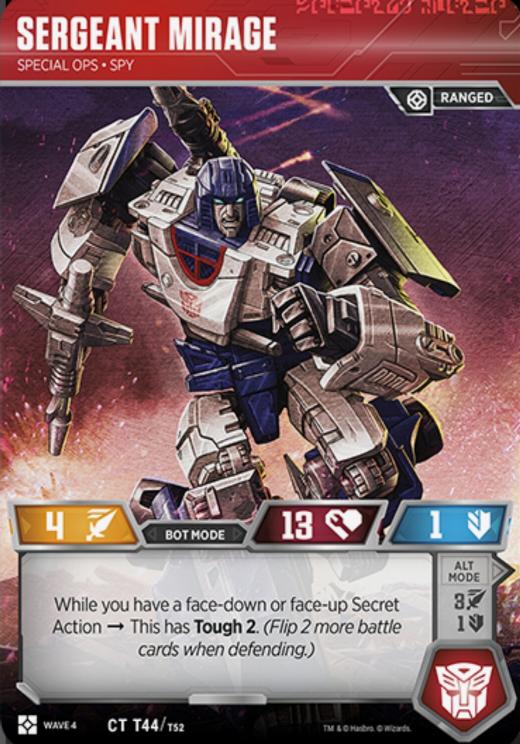 SERGEANT MIRAGE
SPECIAL OPS • SPY
RANGED
4
BOT MODE
13
1
ALT
MODE
3
1
While you have a face-down or face-up Secret
Action → This has Tough 2. (Flip 2 more battle
cards when defending.)
WAVE 4
CT T44/T52
TM & © Hasbro. © Wizards.